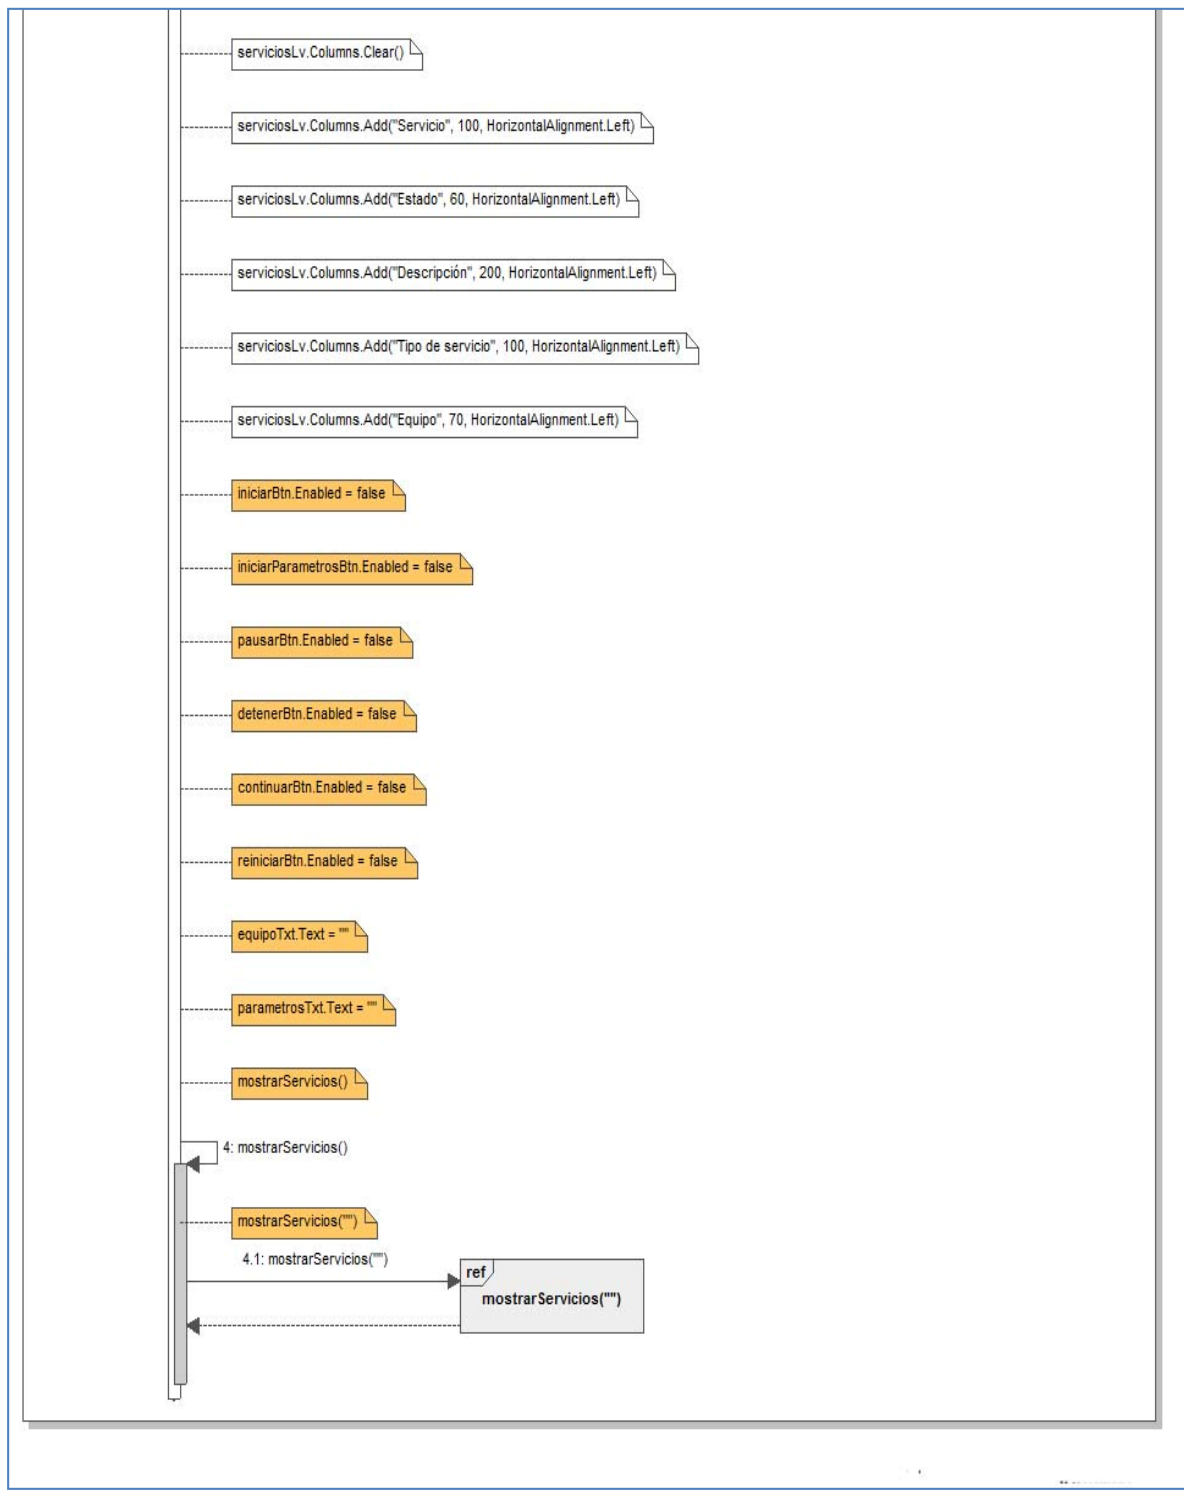 serviciosLv.Columns.Clear()
serviciosLv.Columns.Add("Servicio", 100, HorizontalAlignment.Left)
serviciosLv.Columns.Add("Estado", 60, HorizontalAlignment.Left)
serviciosLv.Columns.Add("Descripción", 200, HorizontalAlignment.Left)
serviciosLv.Columns.Add("Tipo de servicio", 100, HorizontalAlignment.Left)
serviciosLv.Columns.Add("Equipo", 70, HorizontalAlignment.Left)
iniciarBtn.Enabled = false
iniciarParametrosBtn.Enabled = false
pausarBtn.Enabled = false
detenerBtn.Enabled = false
continuarBtn.Enabled = false
reiniciarBtn.Enabled = false
equipoTxt.Text = ""
parametrosTxt.Text = ""
mostrarServicios()
4: mostrarServicios()
mostrarServicios("")
4.1: mostrarServicios("")
ref
mostrarServicios("")